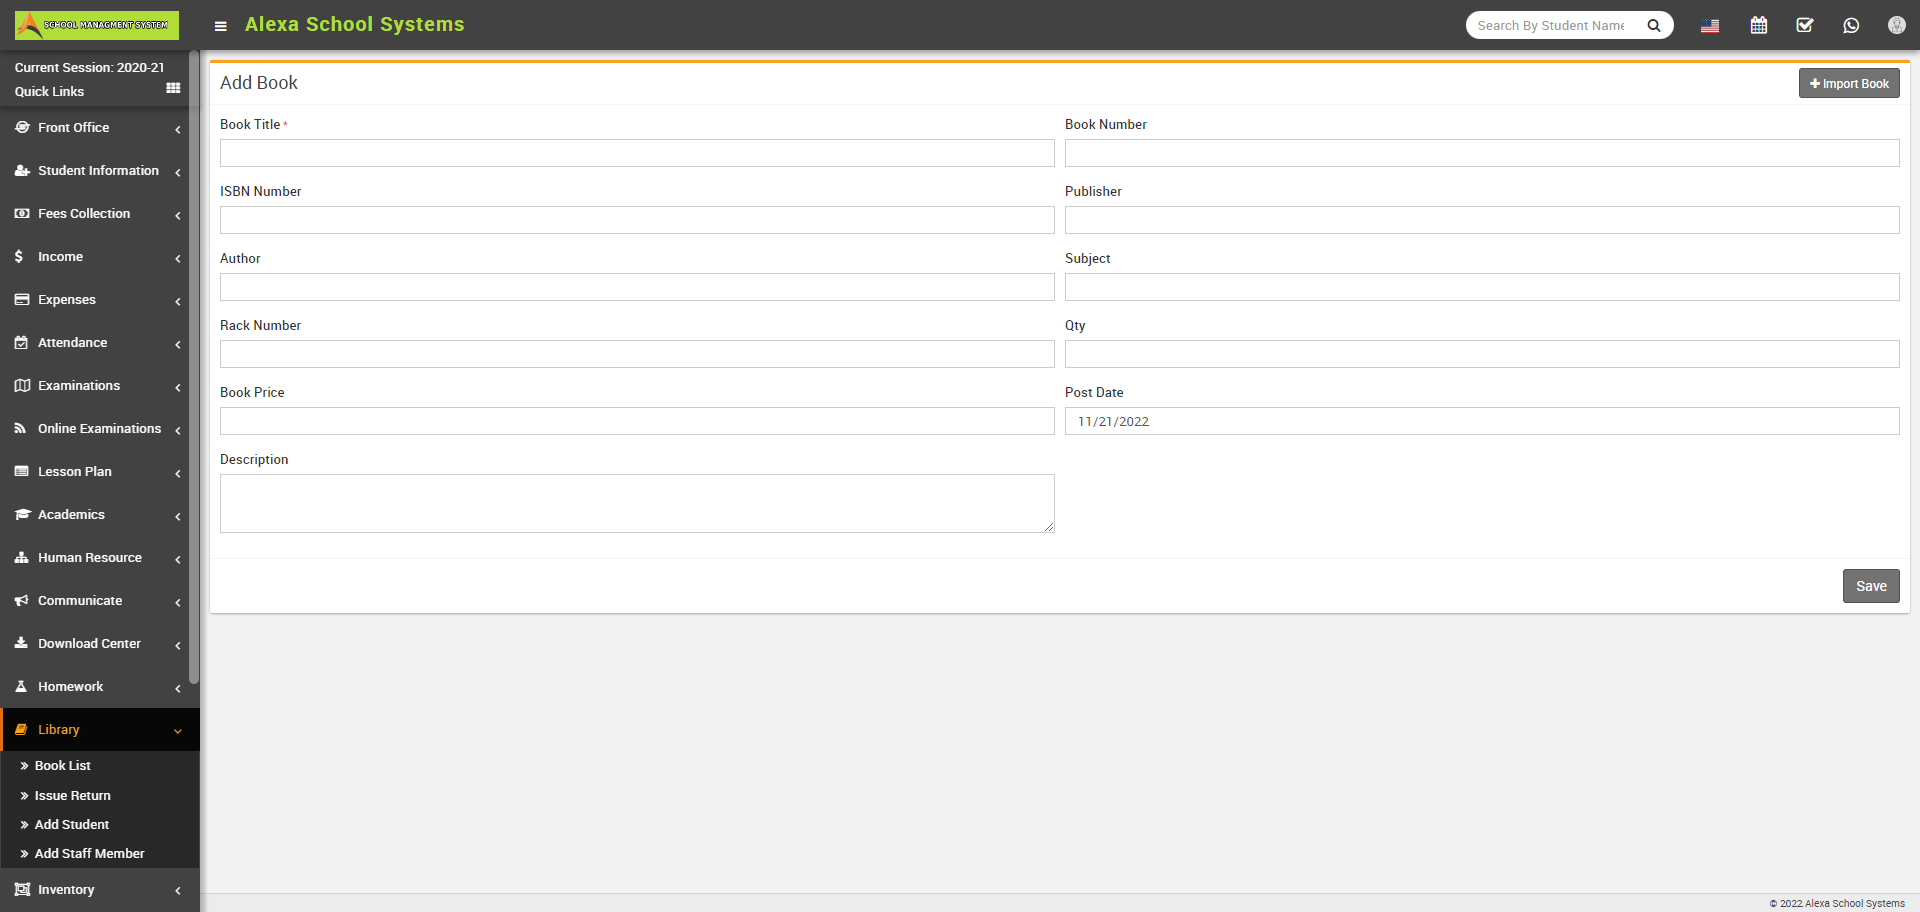 SCHOOL MANAGMENT SYSTEM
Alexa School Systems
Search By Student Name
Current Session: 2020-21
Quick Links
Front Office
Student Information
Fees Collection
Income
Expenses
Attendance
Examinations
Online Examinations
Lesson Plan
Academics
Human Resource
Communicate
Download Center
Homework
Library
Book List
Issue Return
Add Student
Add Staff Member
Inventory
Add Book
Import Book
Book Title *
Book Number
ISBN Number
Publisher
Author
Subject
Rack Number
Qty
Book Price
Post Date
11/21/2022
Description
Save
© 2022 Alexa School Systems